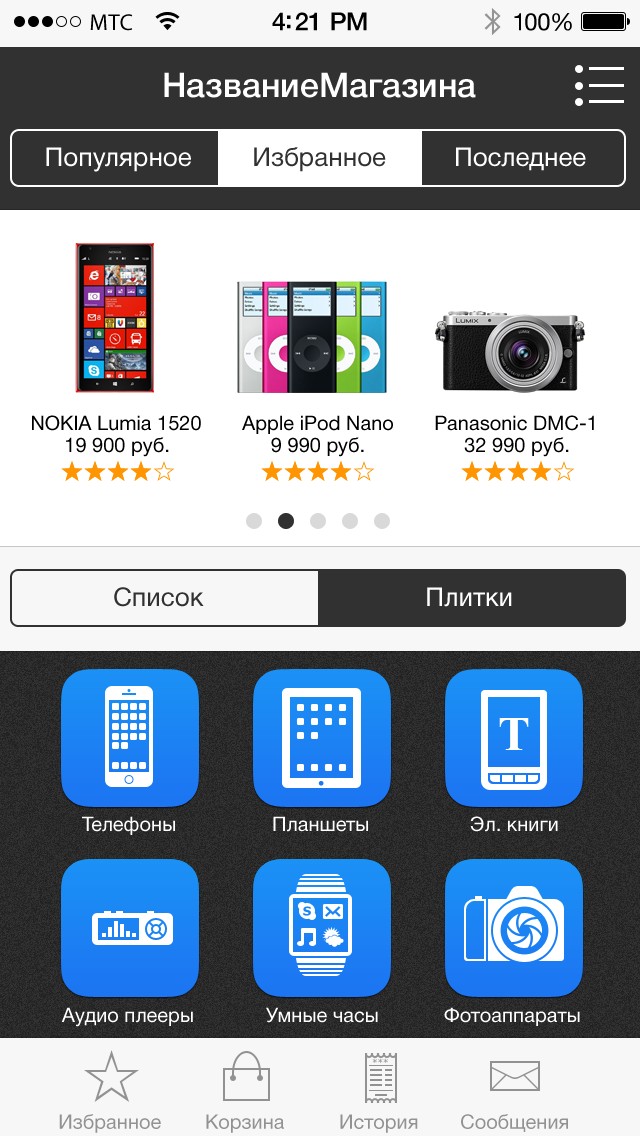 МТС 4:21 PM 100%
НазваниеМагазина
Популярное Избранное Последнее
LUMIX
NOKIA Lumia 1520 Apple iPod Nano Panasonic DMC-1
19 900 руб. 9 990 руб. 32 990 руб.
Список Плитки
T
Телефоны Планшеты Эл. книги
Аудио плееры Умные часы Фотоаппараты
Избранное Корзина История Сообщения